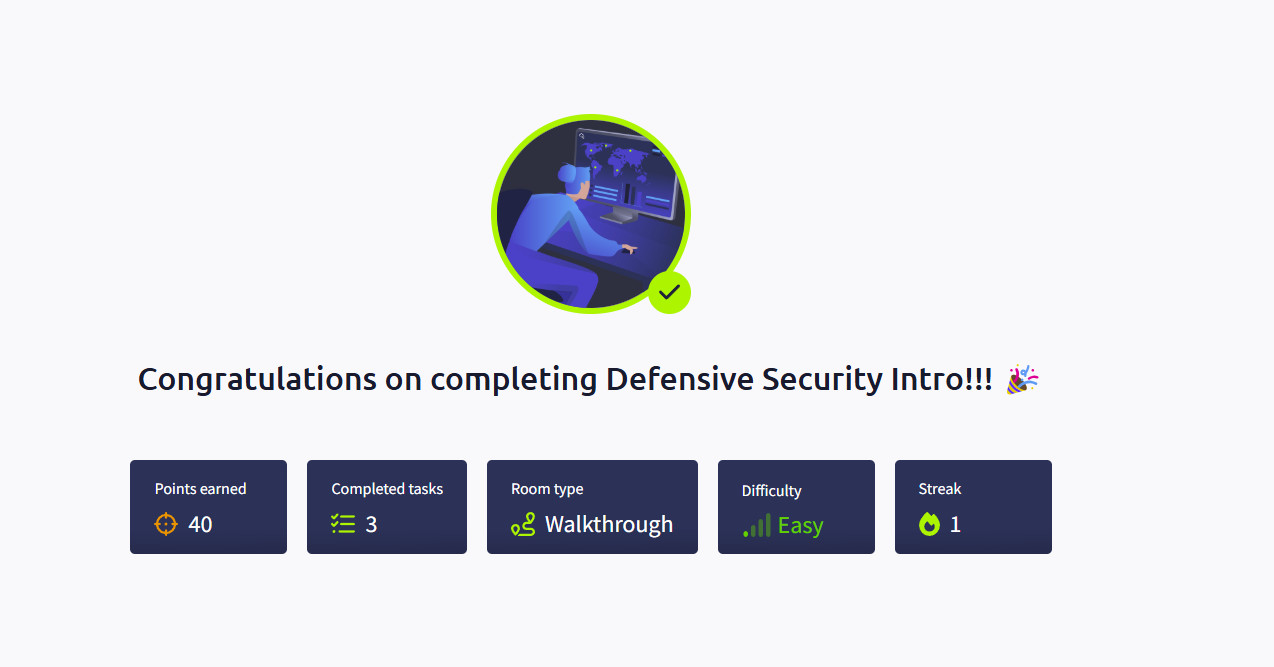 Congratulations on completing Defensive Security Intro!!! 🎉
Points earned
40
Completed tasks
3
Room type
Walkthrough
Difficulty
Easy
Streak
1